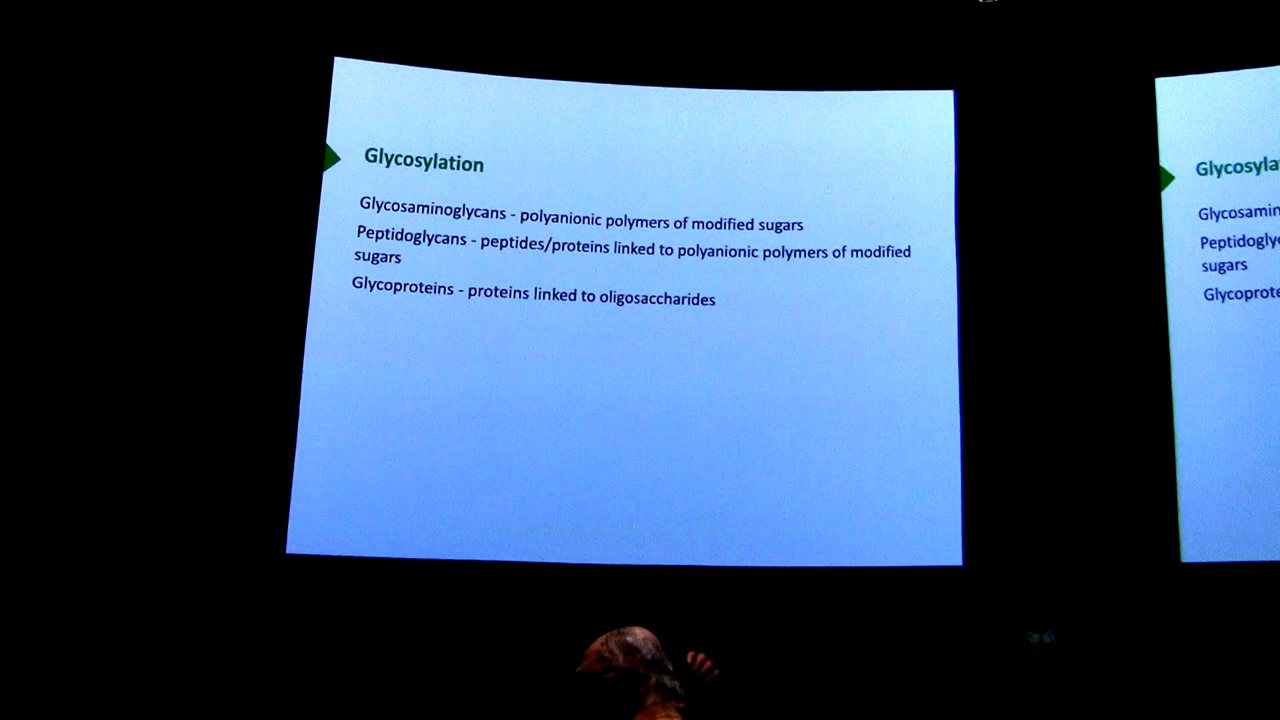 Glycosylation
Glycosaminoglycans - polyanionic polymers of modified sugars
Peptidoglycans - peptides/proteins linked to polyanionic polymers of modified
sugars
Glycoproteins - proteins linked to oligosaccharides
Glycosyla
Glycosamin
Peptidogly
sugars
Glycoprote